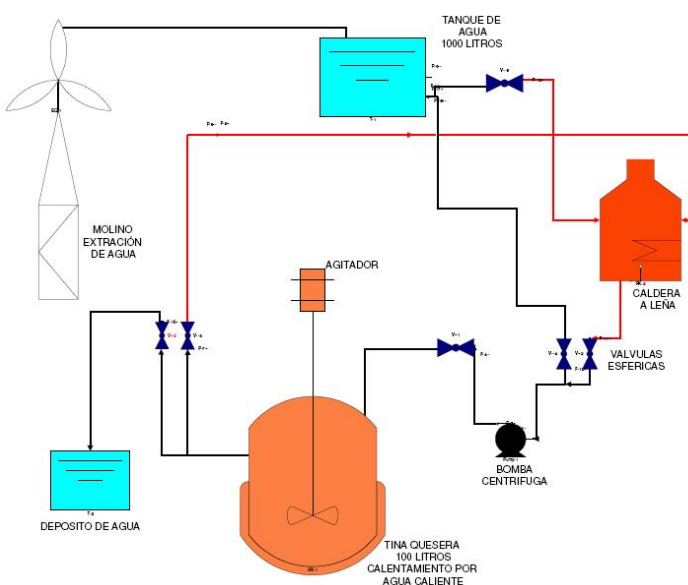 TANQUE DE
AGUA
1000 LITROS
MOLINO
EXTRACIÓN
DE AGUA
AGITADOR
CALDERA
A LEÑA
VALVULAS
ESFERICAS
BOMBA
CENTRIFUGA
DEPOSITO DE AGUA
TINA QUESERA
100 LITROS
CALENTAMIENTO POR
AGUA CALIENTE